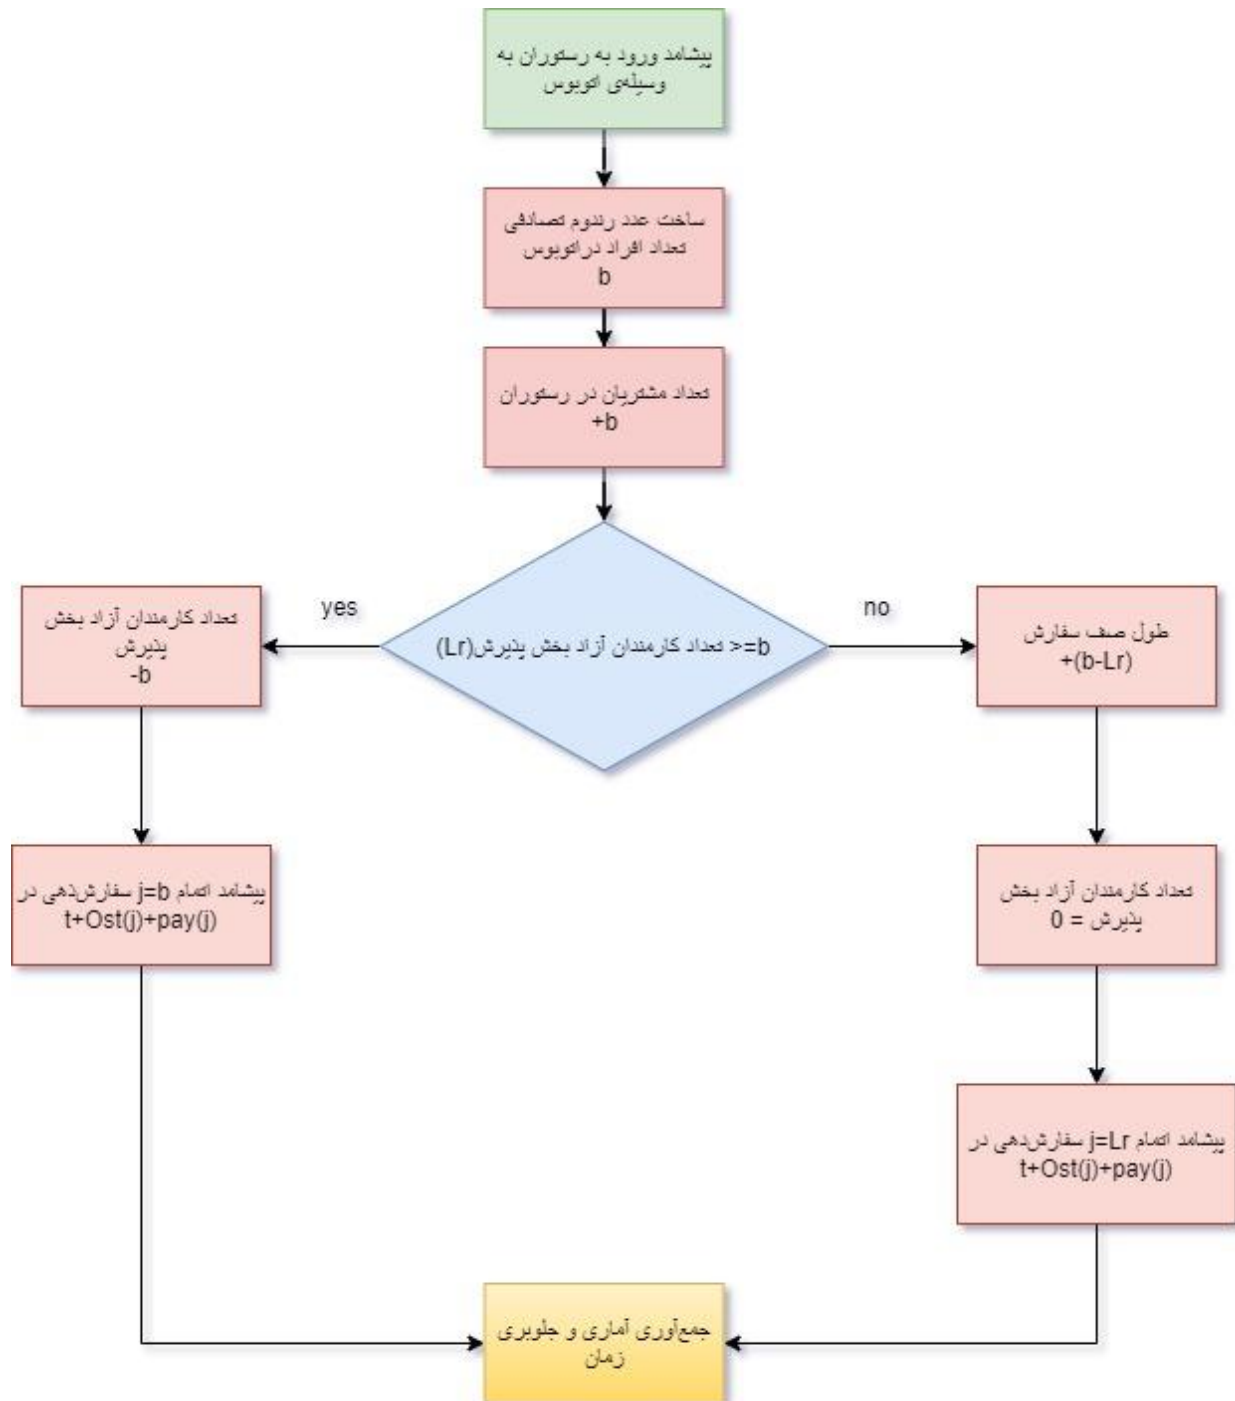 پیشامد ورود به رستوران به
وسیله‌ی اتوبوس
ساخت عدد رندوم تصادفی
تعداد افراد دراتوبوس
b
تعداد مشتریان در رستوران
+b
yes
تعداد کارمندان آزاد بخش پذیرش(Lr) >=b
no
تعداد کارمندان آزاد بخش
پذیرش
-b
طول صف سفارش
+(b-Lr)
پیشامد اتمام j=b سفارش‌دهی در
t+Ost(j)+pay(j)
تعداد کارمندان آزاد بخش
پذیرش = 0
پیشامد اتمام j=Lr سفارش‌دهی در
t+Ost(j)+pay(j)
جمع‌آوری آماری و جلوبری
زمان